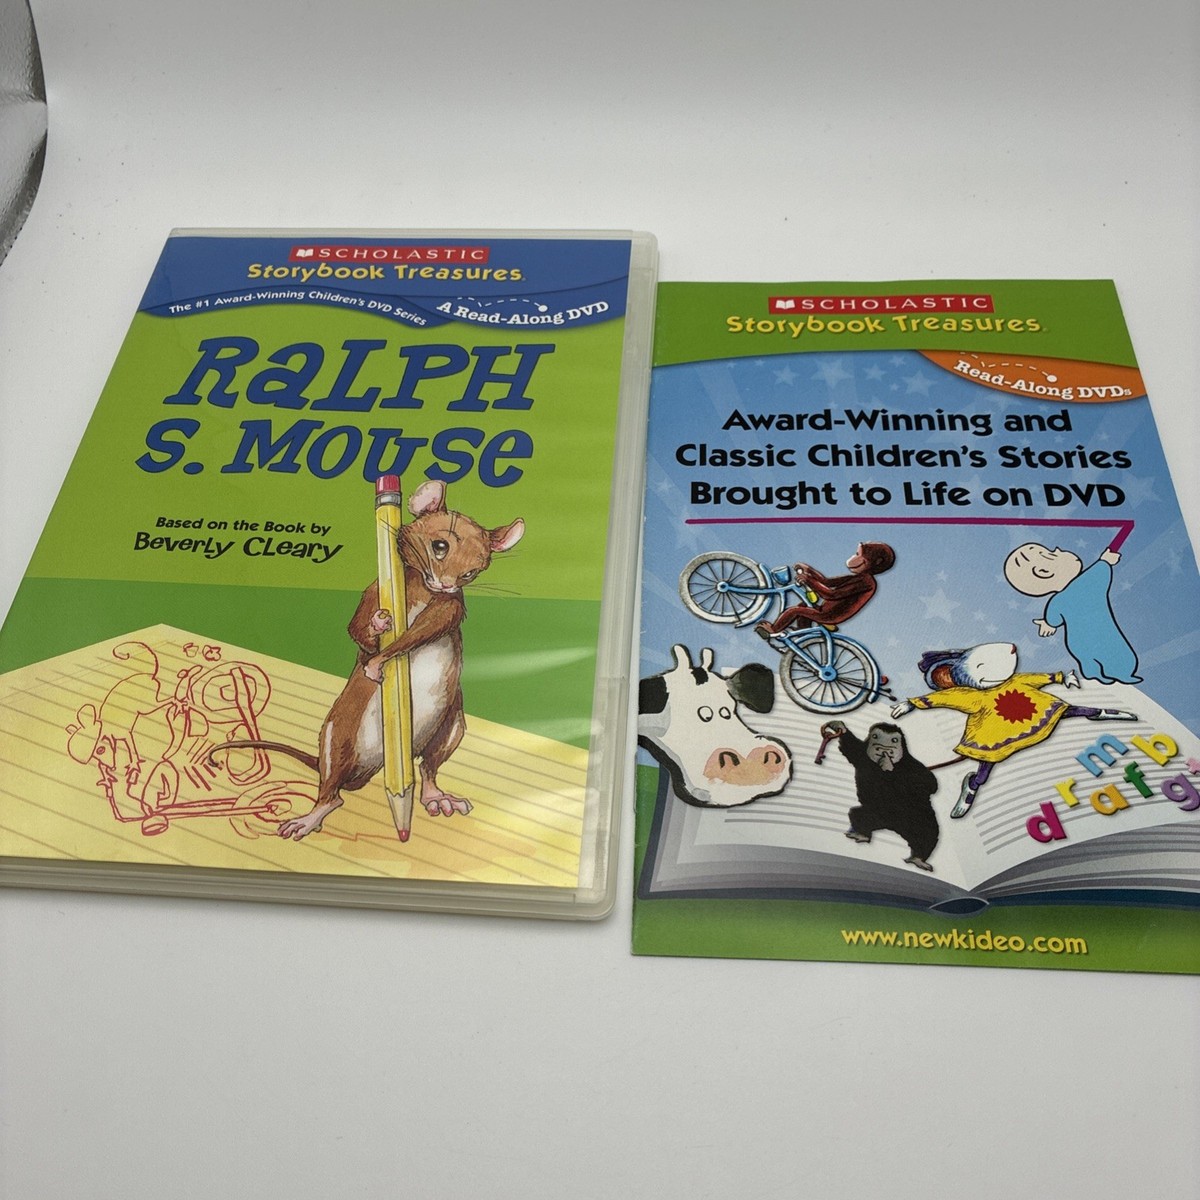 SCHOLASTIC
Storybook Treasures
The #1 Award-Winning Children's DVD Series
A Read-Along DVD
RaLPH
S. MOUSe
Based on the Book by
Beverly Cleary
SCHOLASTIC
Storybook Treasures
Read-Along DVDs
Award-Winning and
Classic Children's Stories
Brought to Life on DVD
d r m a f b g
www.newkideo.com